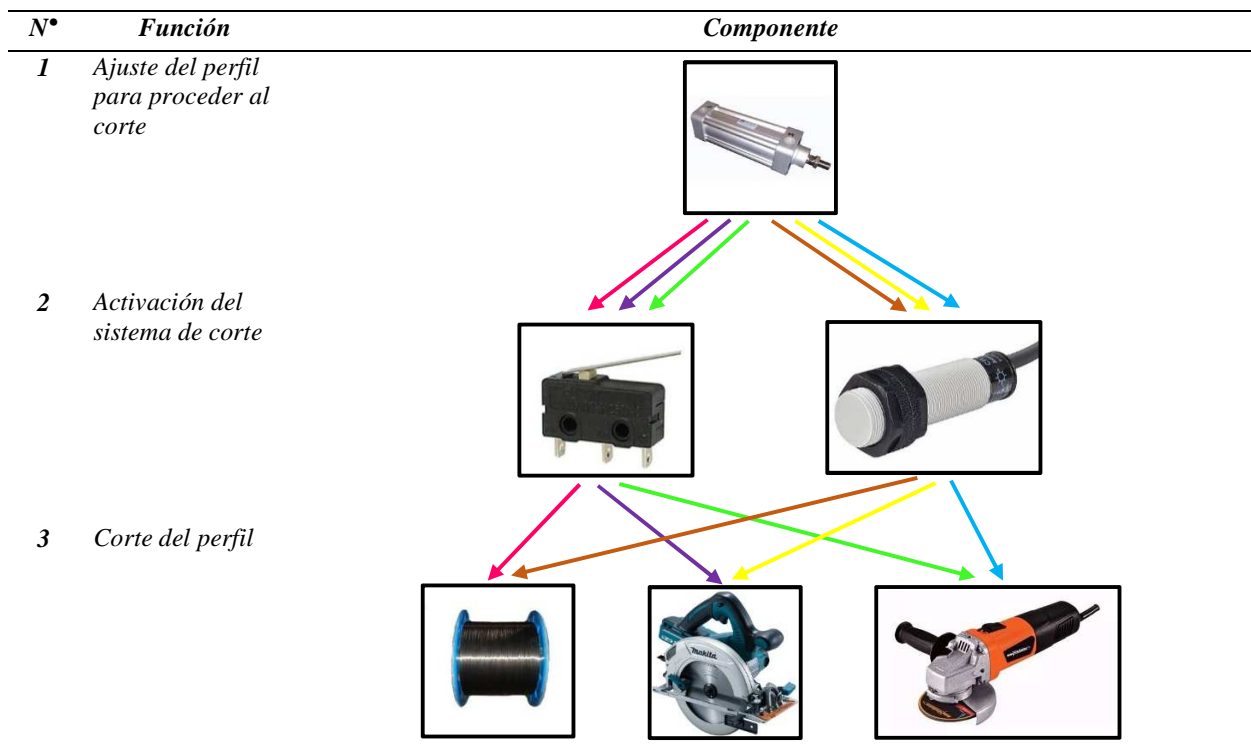 N° Función Componente
1 Ajuste del perfil
para proceder al
corte
2 Activación del
sistema de corte
3 Corte del perfil
makita